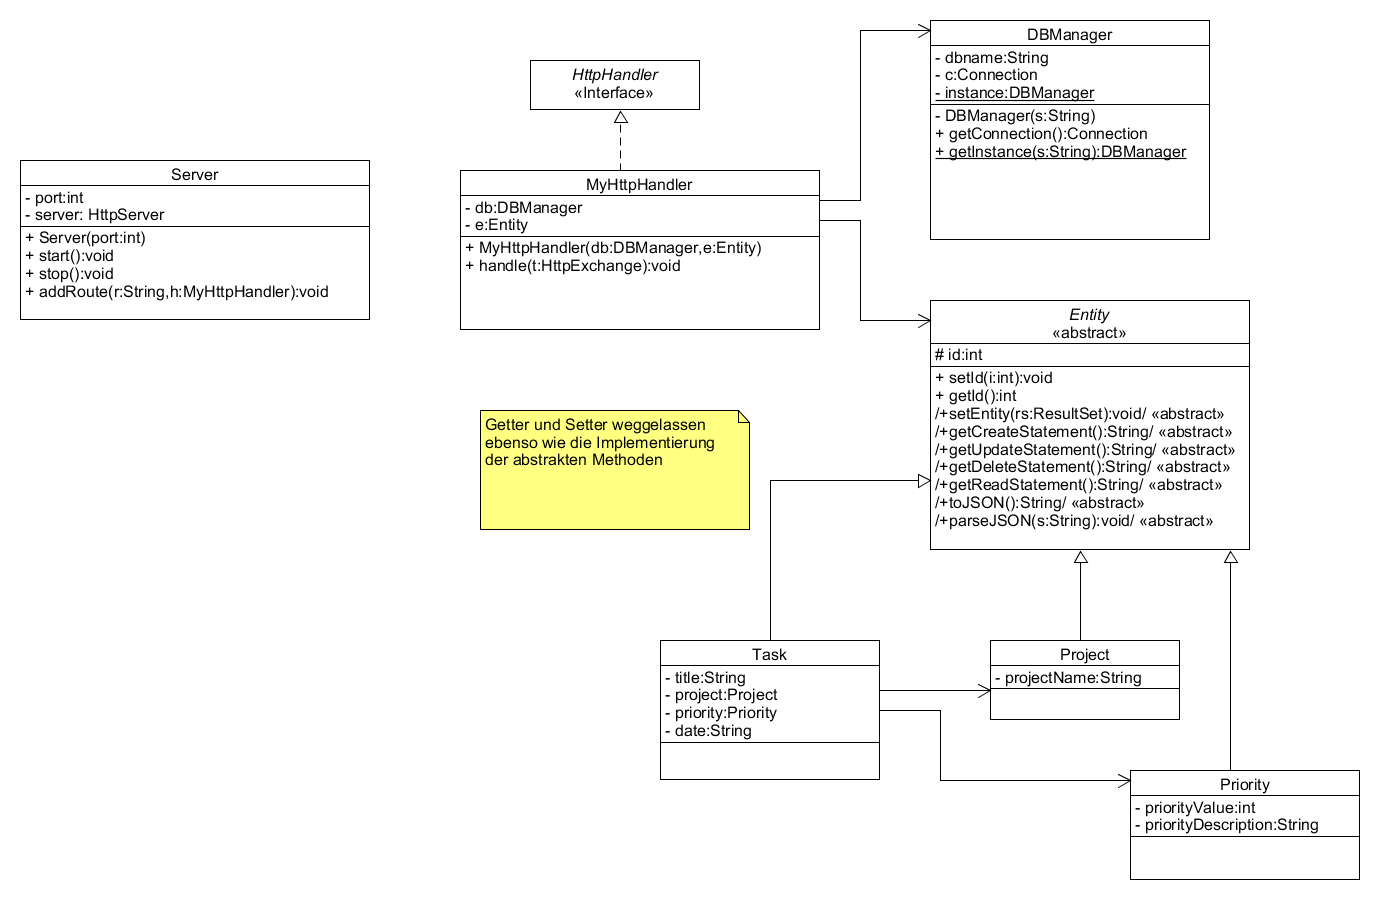 Server
- port:int
- server: HttpServer
+ Server(port:int)
+ start():void
+ stop():void
+ addRoute(r:String,h:MyHttpHandler):void
HttpHandler
«Interface»
MyHttpHandler
- db:DBManager
- e:Entity
+ MyHttpHandler(db:DBManager,e:Entity)
+ handle(t:HttpExchange):void
DBManager
- dbname:String
- c:Connection
- instance:DBManager
- DBManager(s:String)
+ getConnection():Connection
+ getInstance(s:String):DBManager
Entity
«abstract»
# id:int
+ setId(i:int):void
+ getId():int
/+setEntity(rs:ResultSet):void/ «abstract»
/+getCreateStatement():String/ «abstract»
/+getUpdateStatement():String/ «abstract»
/+getDeleteStatement():String/ «abstract»
/+getReadStatement():String/ «abstract»
/+toJSON():String/ «abstract»
/+parseJSON(s:String):void/ «abstract»
Getter und Setter weggelassen
ebenso wie die Implementierung
der abstrakten Methoden
Task
- title:String
- project:Project
- priority:Priority
- date:String
Project
- projectName:String
Priority
- priorityValue:int
- priorityDescription:String